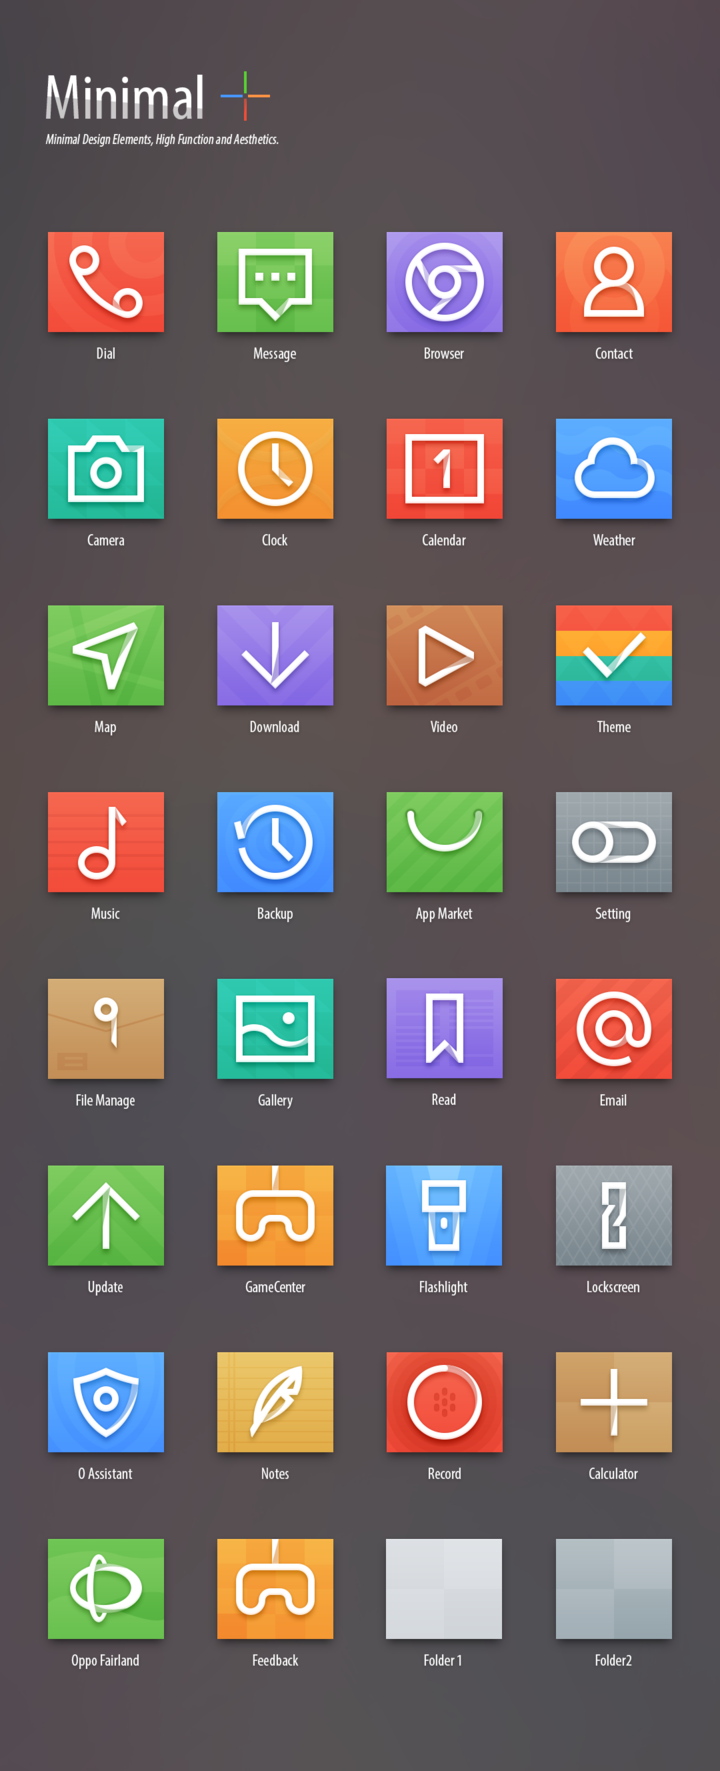 Minimal
Minimal Design Elements, High Function and Aesthetics.
Dial
Message
Browser
Contact
1
Camera
Clock
Calendar
Weather
Map
Download
Video
Theme
Music
Backup
App Market
Setting
File Manage
Gallery
Read
Email
Update
GameCenter
Flashlight
Lockscreen
O Assistant
Notes
Record
Calculator
Oppo Fairland
Feedback
Folder 1
Folder2